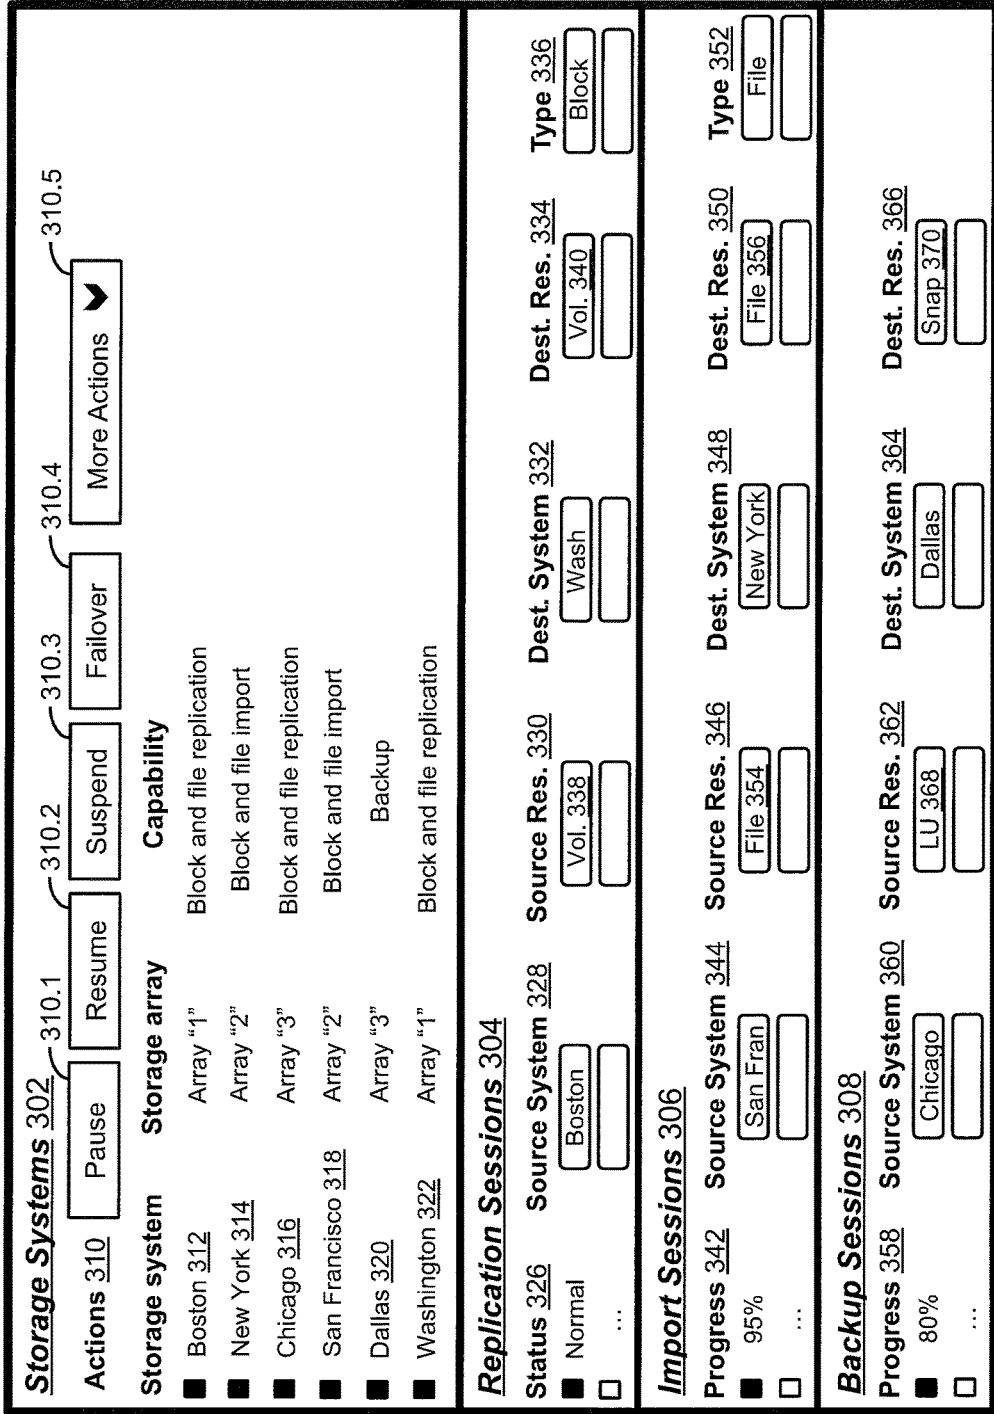 Storage Systems 302
310.1 310.2 310.3 310.4 310.5
Actions 310 Pause Resume Suspend Failover More Actions
Storage system Storage array Capability
Boston 312 Array “1” Block and file replication
New York 314 Array “2” Block and file import
Chicago 316 Array “3” Block and file replication
San Francisco 318 Array “2” Block and file import
Dallas 320 Array “3” Backup
Washington 322 Array “1” Block and file replication
Replication Sessions 304
Status 326 Source System 328 Source Res. 330 Dest. System 332 Dest. Res. 334 Type 336
Normal Boston Vol. 338 Wash Vol. 340 Block
...
Import Sessions 306
Progress 342 Source System 344 Source Res. 346 Dest. System 348 Dest. Res. 350 Type 352
95% San Fran File 354 New York File 356 File
...
Backup Sessions 308
Progress 358 Source System 360 Source Res. 362 Dest. System 364 Dest. Res. 366
80% Chicago LU 368 Dallas Snap 370
...